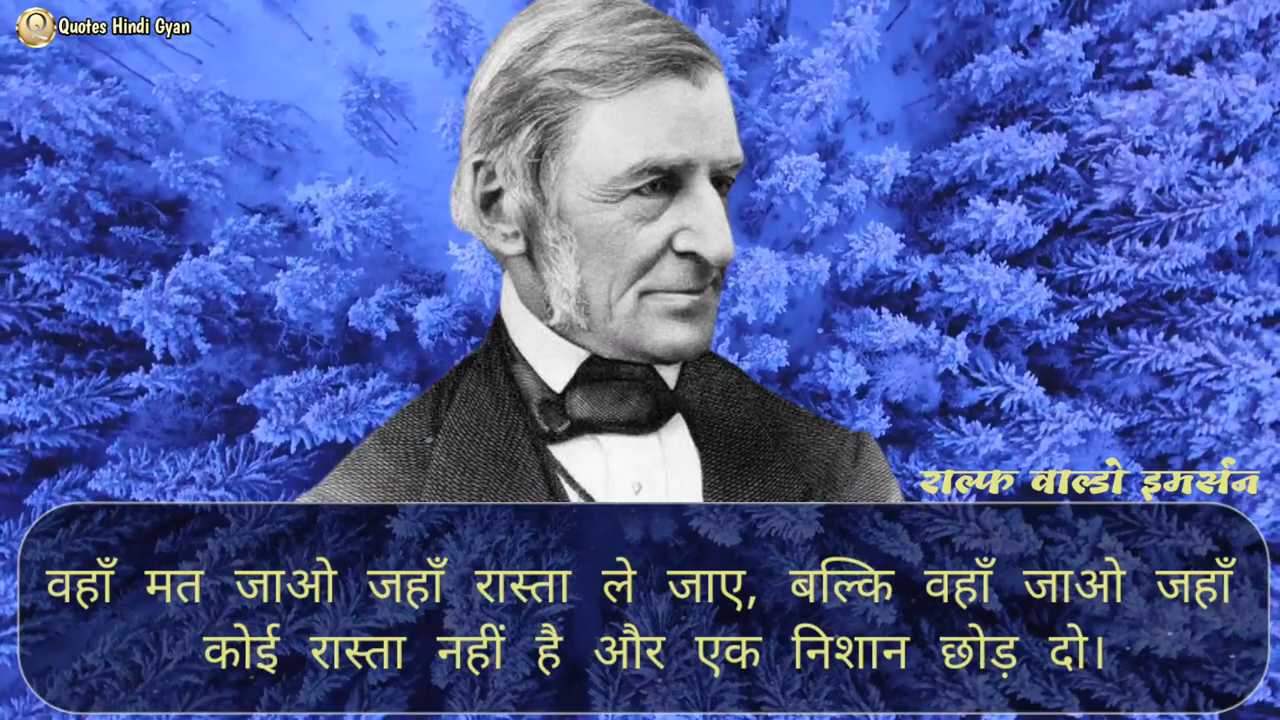 Quotes Hindi Gyan
राल्फ वाल्डो इमर्सन
वहाँ मत जाओ जहाँ रास्ता ले जाए, बल्कि वहाँ जाओ जहाँ
कोई रास्ता नहीं है और एक निशान छोड़ दो।